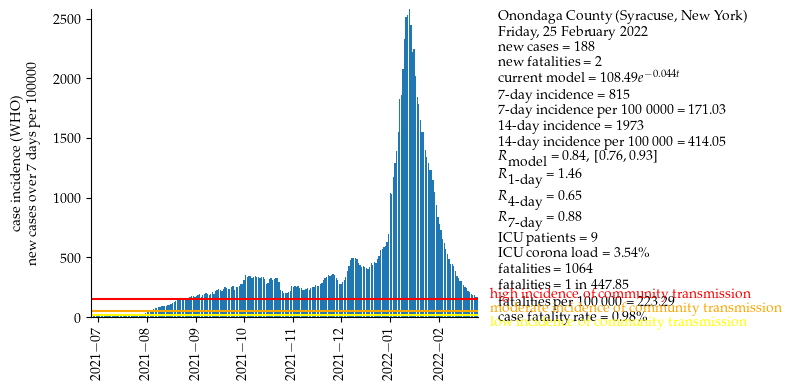 case incidence (WHO)
new cases over 7 days per 100000
2500
2000
1500
1000
500
0
2021−07
2021−08
2021−09
2021−10
2021−11
2021−12
2022−01
2022−02
Onondaga County (Syracuse, New York)
Friday, 25 February 2022
new cases = 188
new fatalities = 2
current model = 108.49e^−0.044t
7-day incidence = 815
7-day incidence per 100 0000 = 171.03
14-day incidence = 1973
14-day incidence per 100 000 = 414.05
R_model = 0.84, [0.76, 0.93]
R_1-day = 1.46
R_4-day = 0.65
R_7-day = 0.88
ICU patients = 9
ICU corona load = 3.54%
fatalities = 1064
fatalities = 1 in 447.85
high incidence of community transmission
fatalities per 100 000 = 223.29
moderate incidence of community transmission
case fatality rate = 0.98%
low incidence of community transmission